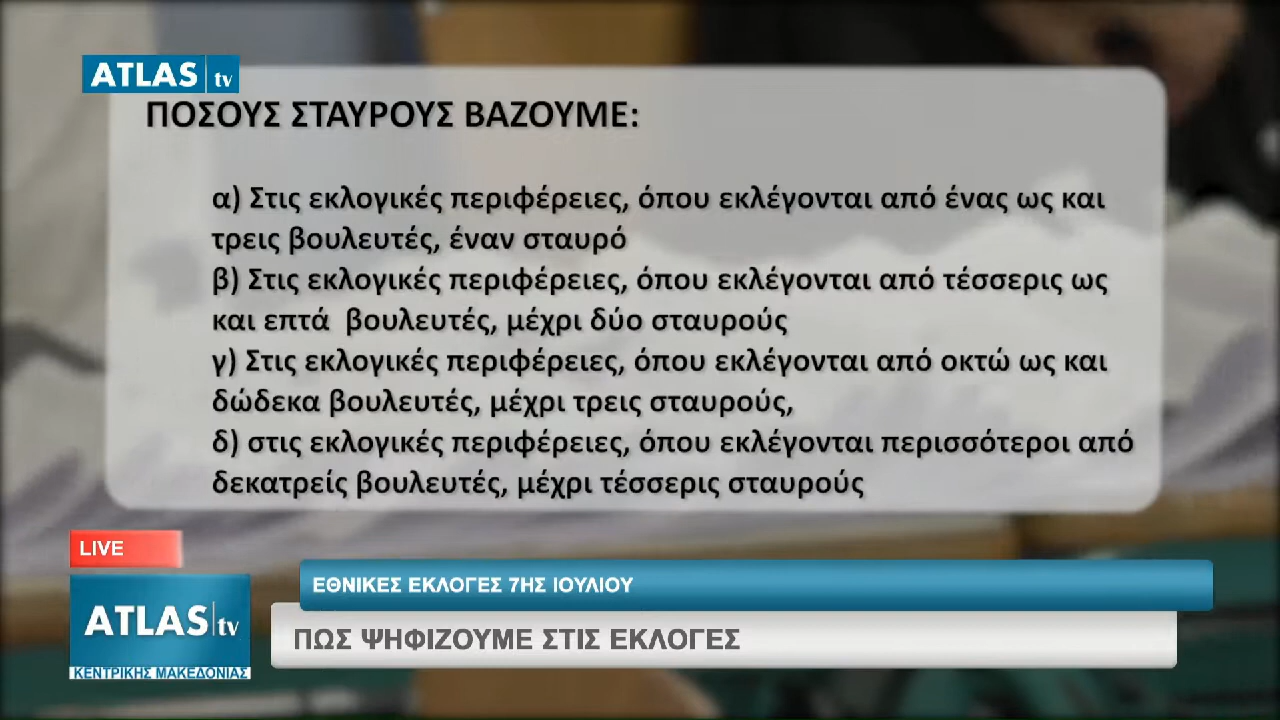 ATLAS tv
ΠΟΣΟΥΣ ΣΤΑΥΡΟΥΣ ΒΑΖΟΥΜΕ:
α) Στις εκλογικές περιφέρειες, όπου εκλέγονται από ένας ως και
τρεις βουλευτές, έναν σταυρό
β) Στις εκλογικές περιφέρειες, όπου εκλέγονται από τέσσερις ως
και επτά βουλευτές, μέχρι δύο σταυρούς
γ) Στις εκλογικές περιφέρειες, όπου εκλέγονται από οκτώ ως και
δώδεκα βουλευτές, μέχρι τρεις σταυρούς,
δ) στις εκλογικές περιφέρειες, όπου εκλέγονται περισσότεροι από
δεκατρείς βουλευτές, μέχρι τέσσερις σταυρούς
LIVE
ΕΘΝΙΚΕΣ ΕΚΛΟΓΕΣ 7ΗΣ ΙΟΥΛΙΟΥ
ATLAS tv
ΠΩΣ ΨΗΦΙΖΟΥΜΕ ΣΤΙΣ ΕΚΛΟΓΕΣ
ΚΕΝΤΡΙΚΗΣ ΜΑΚΕΔΟΝΙΑΣ